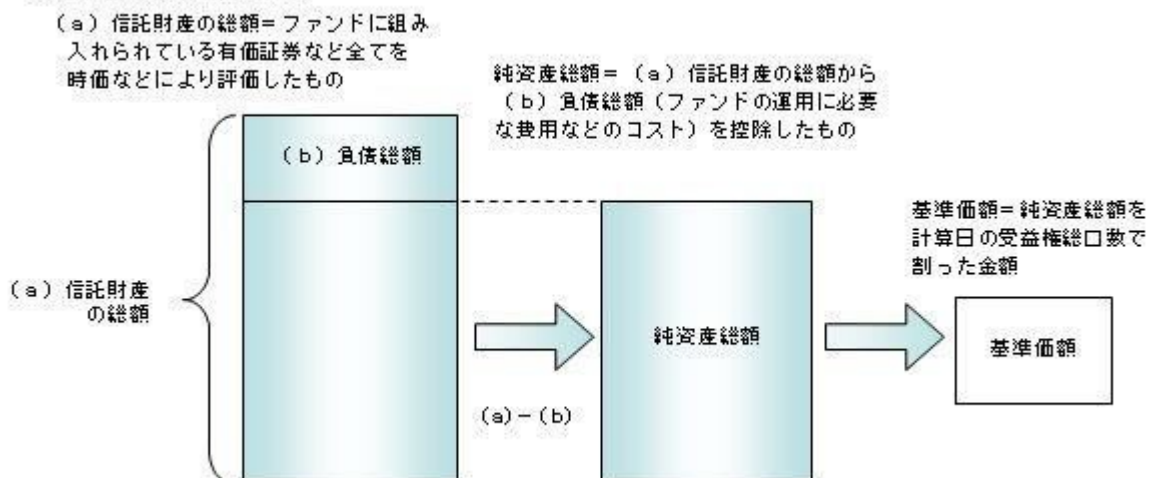 (a)信託財産の総額=ファンドに組み
入れられている有価証券など全てを
時価などにより評価したもの
純資産総額=(a)信託財産の総額から
(b)負債総額(ファンドの運用に必要
な費用などのコスト)を控除したもの
(b)負債総額
基準価額=純資産総額を
計算日の受益権総口数で
割った金額
(a)信託財産
の総額
純資産総額
基準価額
(a)-(b)